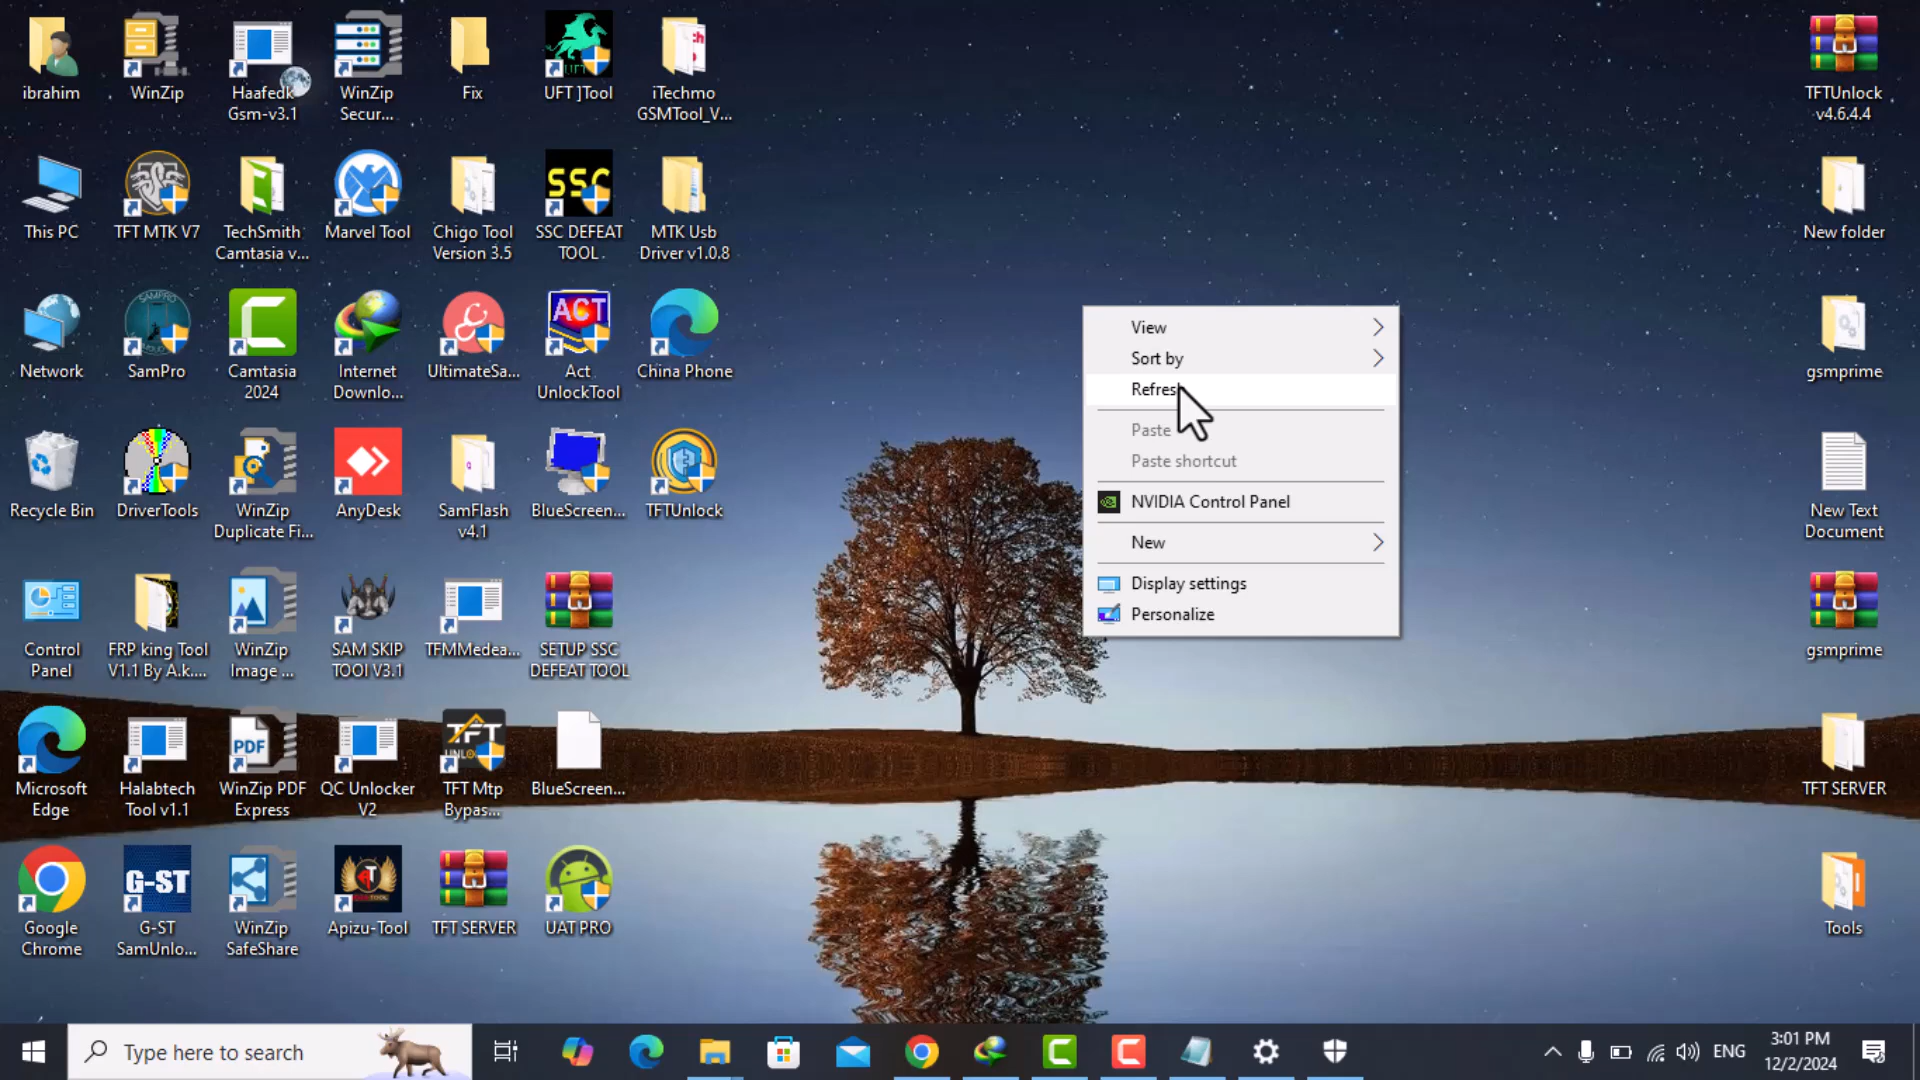 ibrahim
WinZip
Haafedk
Gsm-v3.1
WinZip
Secur...
Fix
UFT ]Tool
iTechmo
GSMTool_V...
TFTUnlock
v4.6.4.4
This PC
TFT MTK V7
TechSmith
Camtasia v...
Marvel Tool
Chigo Tool
Version 3.5
SSC
SSC DEFEAT
TOOL
MTK Usb
Driver v1.0.8
New folder
Network
SamPro
Camtasia
2024
Internet
Downlo...
UltimateSa...
ACT
Act
UnlockTool
China Phone
gsmprime
Recycle Bin
DriverTools
WinZip
Duplicate Fi...
AnyDesk
SamFlash
v4.1
BlueScreen...
TFTUnlock
New Text
Document
Control
Panel
FRP king Tool
V1.1 By A.k....
WinZip
Image ...
SAM SKIP
TOOl V3.1
TFMMedea...
SETUP SSC
DEFEAT TOOL
gsmprime
Microsoft
Edge
Halabtech
Tool v1.1
PDF
WinZip PDF
Express
QC Unlocker
V2
TFT
TFT Mtp
Bypas...
BlueScreen...
TFT SERVER
Google
Chrome
G-ST
G-ST
SamUnlo...
WinZip
SafeShare
Apizu-Tool
TFT SERVER
UAT PRO
Tools
View
Sort by
Refres
Paste
Paste shortcut
NVIDIA Control Panel
New
Display settings
Personalize
Type here to search
ENG
3:01 PM
12/2/2024